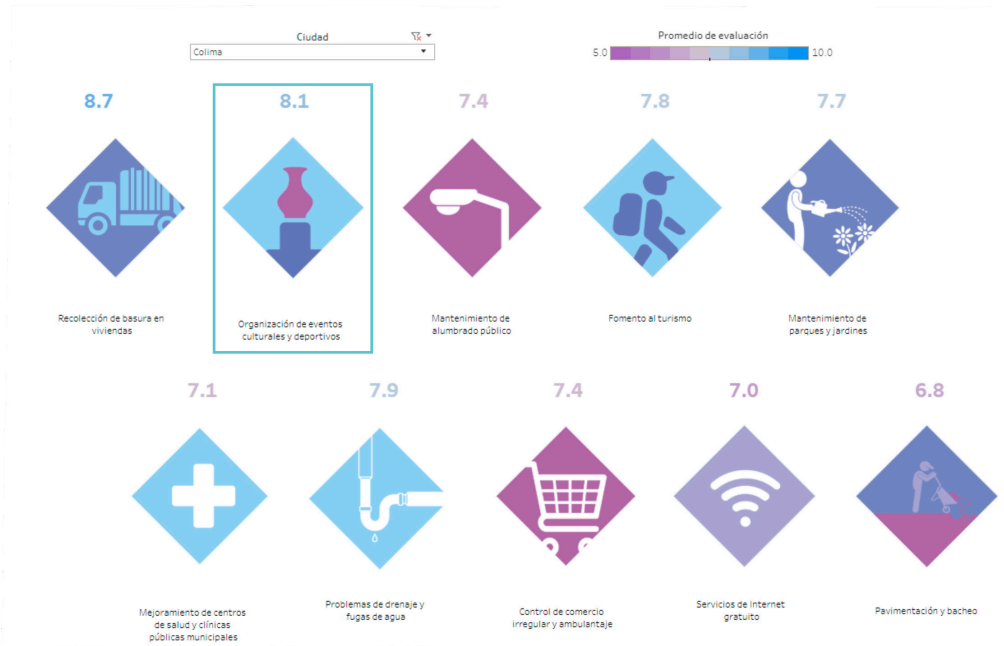 Ciudad
Colima
Promedio de evaluación
5.0 10.0
8.7 8.1 7.4 7.8 7.7
Recolección de basura en
viviendas
Organización de eventos
culturales y deportivos
Mantenimiento de
alumbrado público
Fomento al turismo
Mantenimiento de
parques y jardines
7.1 7.9 7.4 7.0 6.8
Mejoramiento de centros
de salud y clínicas
públicas municipales
Problemas de drenaje y
fugas de agua
Control de comercio
irregular y ambulantaje
Servicios de Internet
gratuito
Pavimentación y bacheo